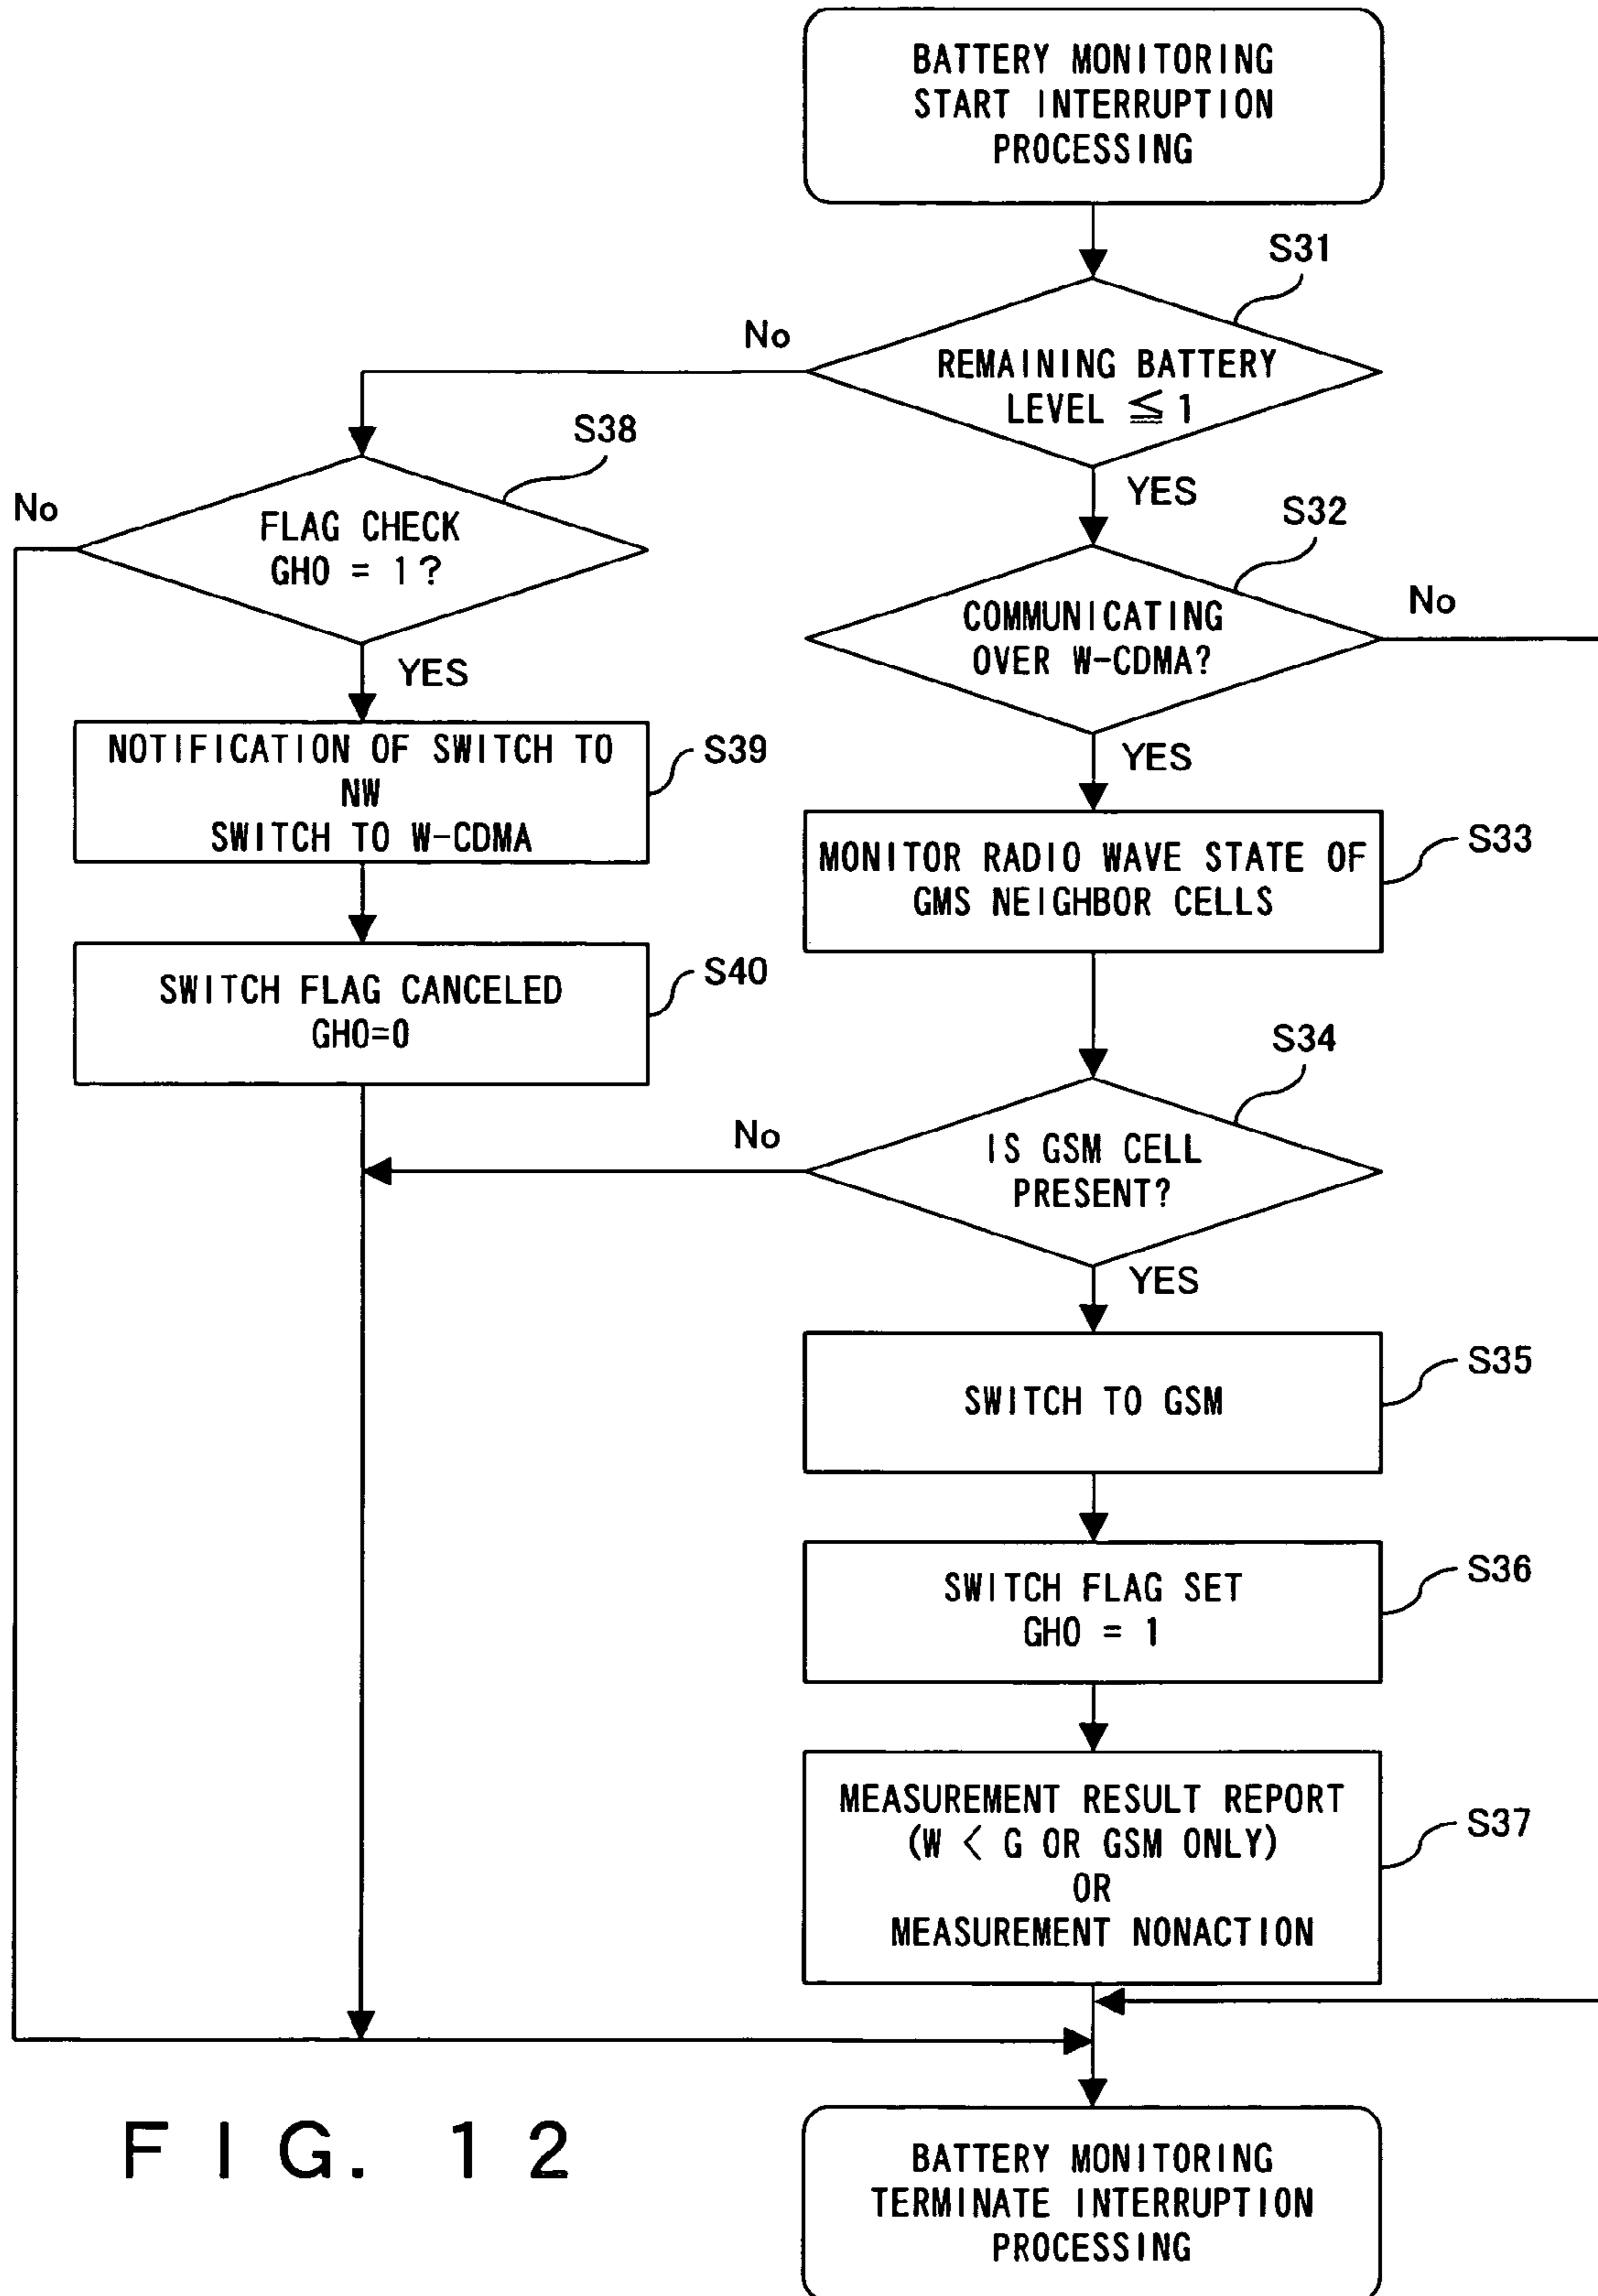 BATTERY MONITORING
START INTERRUPTION
PROCESSING
S31
No
REMAINING BATTERY
LEVEL ≦ 1
YES
S38
No
FLAG CHECK
GHO = 1?
YES
S32
No
COMMUNICATING
OVER W-CDMA?
YES
NOTIFICATION OF SWITCH TO
NW
SWITCH TO W-CDMA
S39
MONITOR RADIO WAVE STATE OF
GMS NEIGHBOR CELLS
S33
SWITCH FLAG CANCELED
GHO=0
S40
S34
No
IS GSM CELL
PRESENT?
YES
SWITCH TO GSM
S35
SWITCH FLAG SET
GHO = 1
S36
MEASUREMENT RESULT REPORT
(W < G OR GSM ONLY)
OR
MEASUREMENT NONACTION
S37
BATTERY MONITORING
TERMINATE INTERRUPTION
PROCESSING
FIG. 12